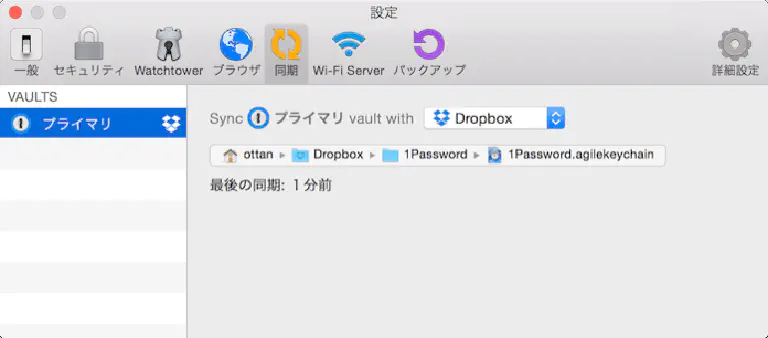 設定
一般 セキュリティ Watchtower ブラウザ 同期 Wi-Fi Server バックアップ 詳細設定
VAULTS
プライマリ
Sync プライマリ vault with Dropbox
ottan Dropbox 1Password 1Password.agilekeychain
最後の同期: 1 分前